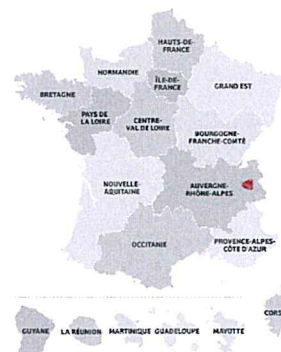 HAUTS-DE-
FRANCE
NORMANDIE
ÎLE-DE-
FRANCE
GRAND EST
BRETAGNE
PAYS DE
LA LOIRE
CENTRE-
VAL DE LOIRE
BOURGOGNE-
FRANCHE-COMTÉ
NOUVELLE-
AQUITAINE
AUVERGNE-
RHÔNE-ALPES
OCCITANIE
PROVENCE-ALPES-
CÔTE D'AZUR
CORS
GUYANE
LA RÉUNION
MARTINIQUE
GUADELOUPE
MAYOTTE